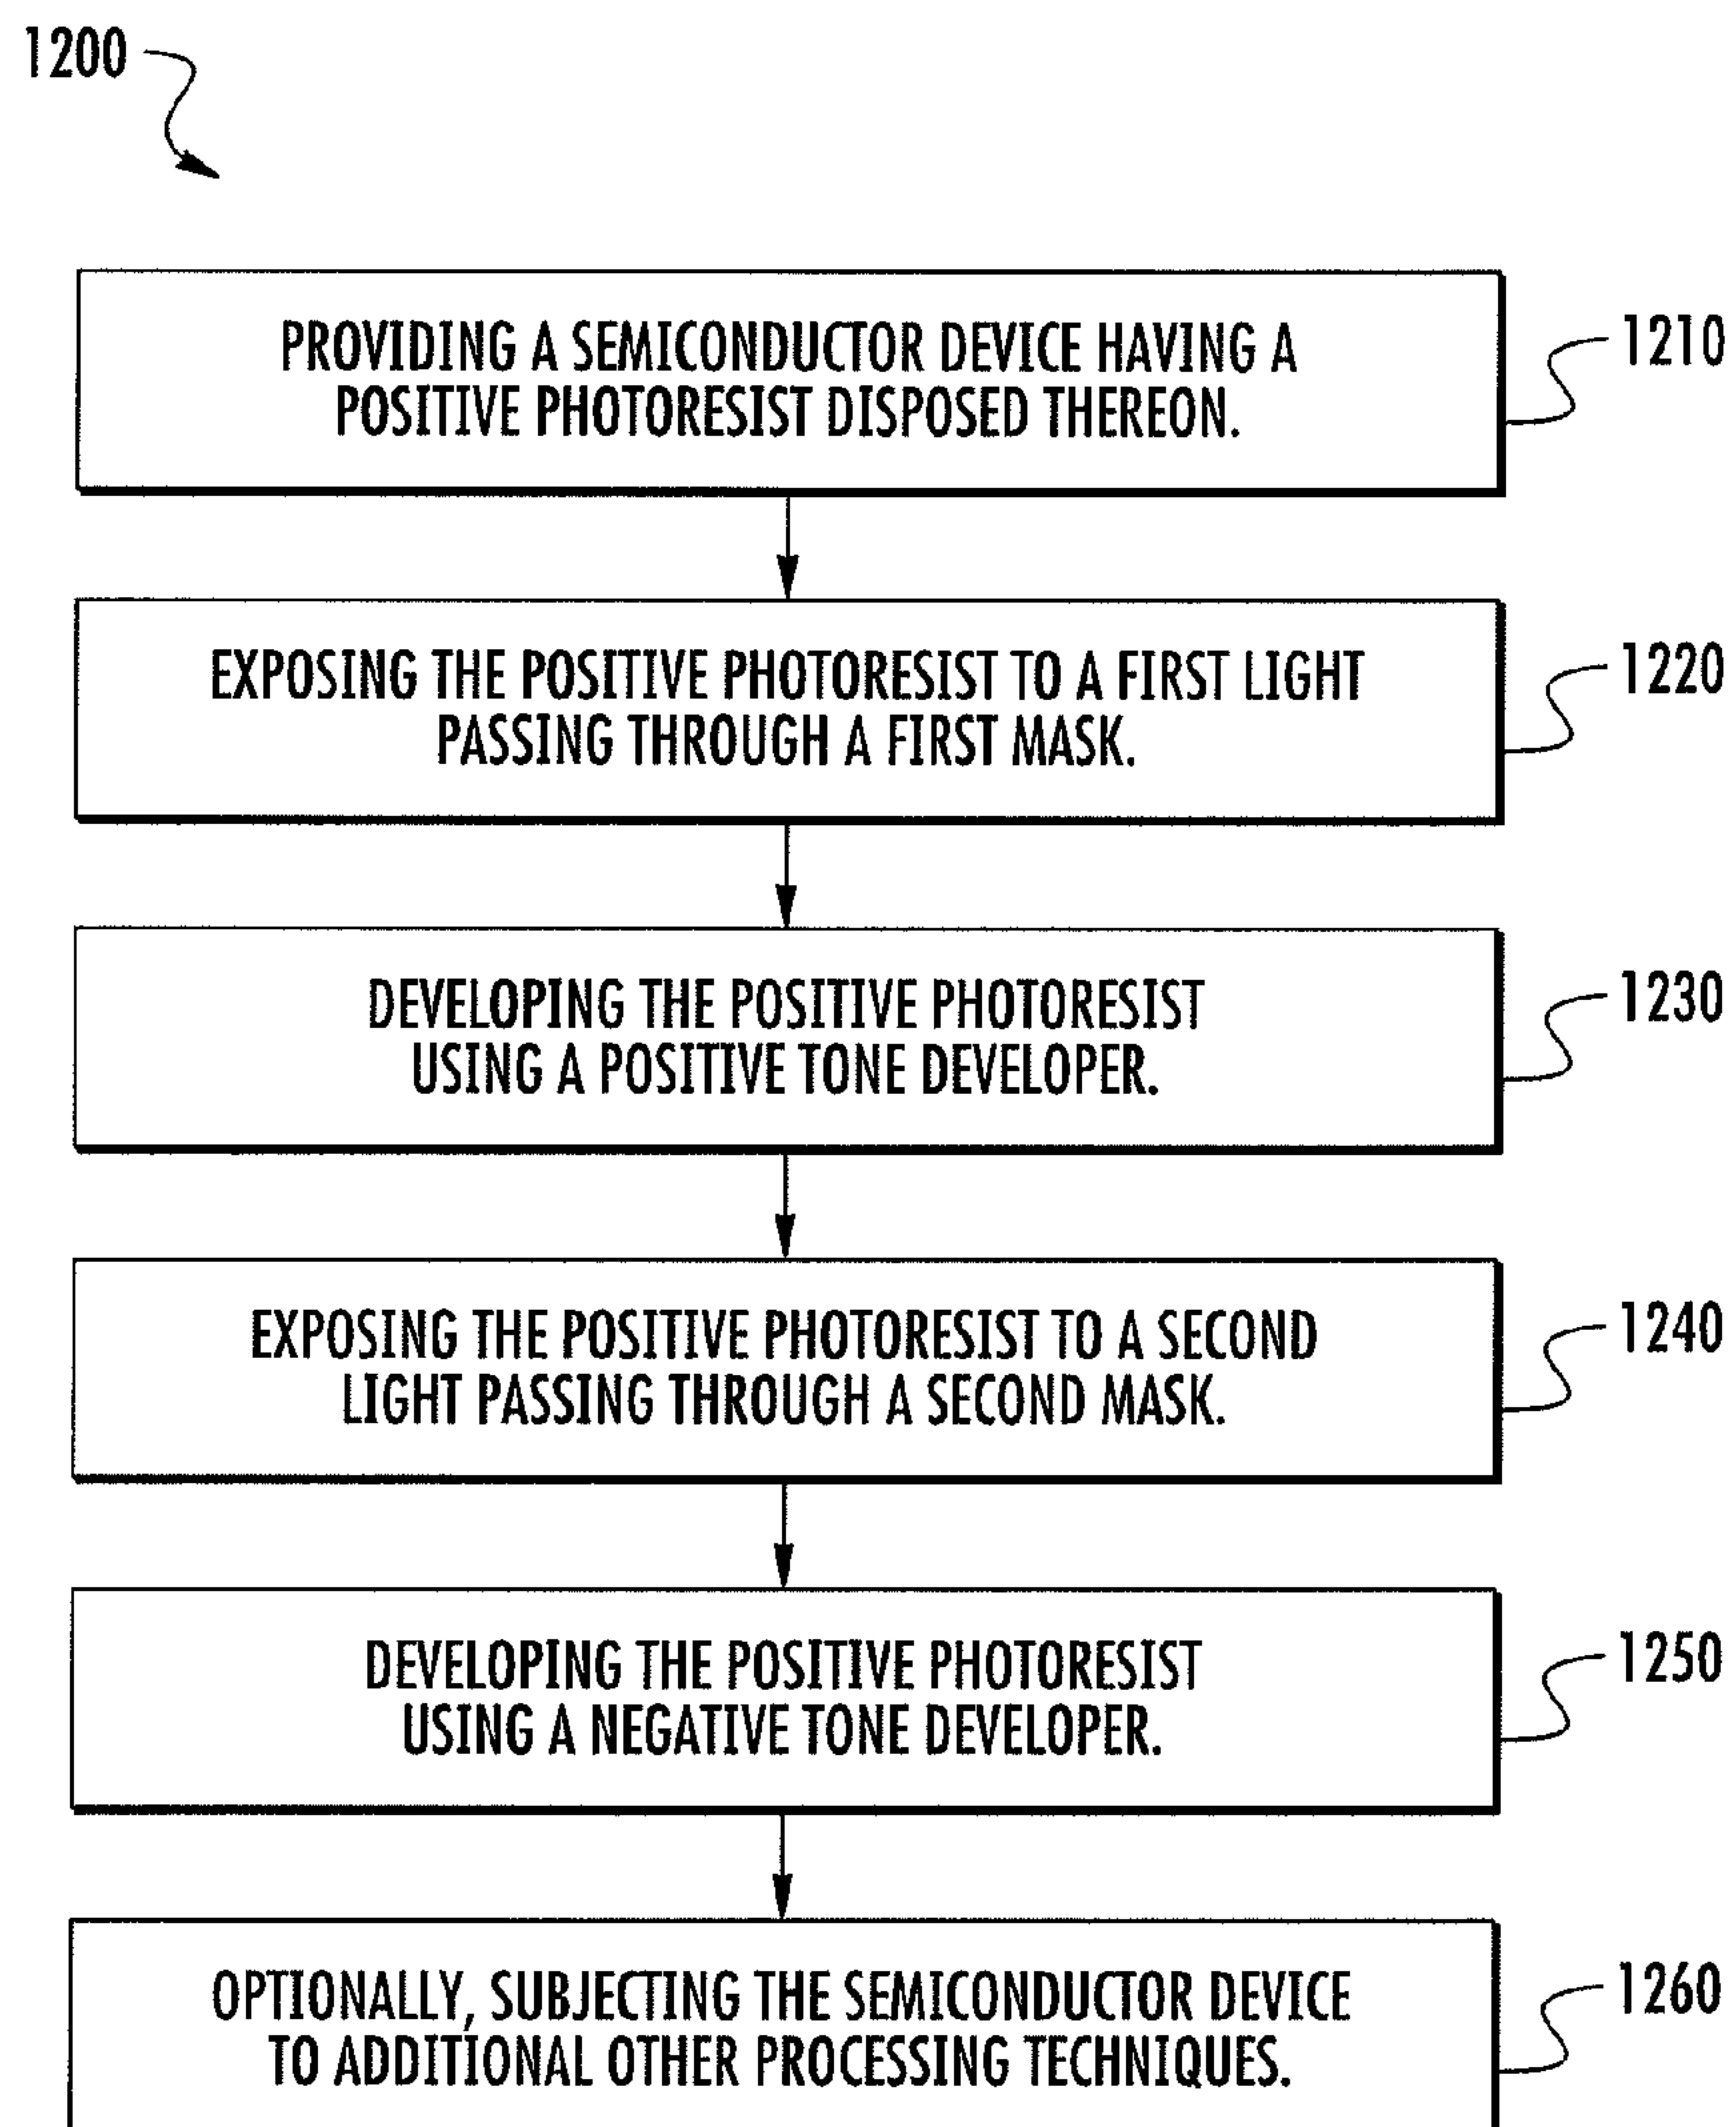 1200
PROVIDING A SEMICONDUCTOR DEVICE HAVING A
POSITIVE PHOTORESIST DISPOSED THEREON.
1210
EXPOSING THE POSITIVE PHOTORESIST TO A FIRST LIGHT
PASSING THROUGH A FIRST MASK.
1220
DEVELOPING THE POSITIVE PHOTORESIST
USING A POSITIVE TONE DEVELOPER.
1230
EXPOSING THE POSITIVE PHOTORESIST TO A SECOND
LIGHT PASSING THROUGH A SECOND MASK.
1240
DEVELOPING THE POSITIVE PHOTORESIST
USING A NEGATIVE TONE DEVELOPER.
1250
OPTIONALLY, SUBJECTING THE SEMICONDUCTOR DEVICE
TO ADDITIONAL OTHER PROCESSING TECHNIQUES.
1260